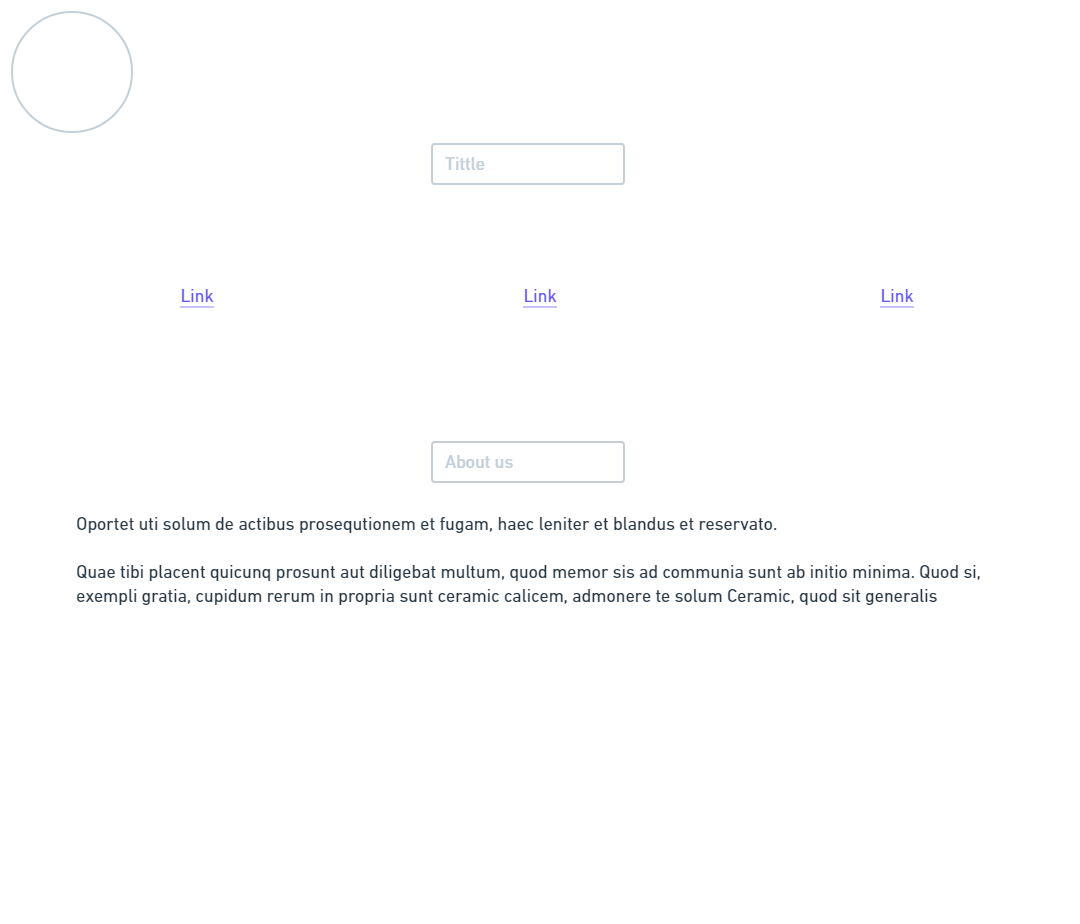 Tittle
Link
Link
Link
About us
Oportet uti solum de actibus prosequtionem et fugam, haec leniter et blandus et reservato.
Quae tibi placent quicunq prosunt aut diligebat multum, quod memor sis ad communia sunt ab initio minima. Quod si,
exempli gratia, cupidum rerum in propria sunt ceramic calicem, admonere te solum Ceramic, quod sit generalis